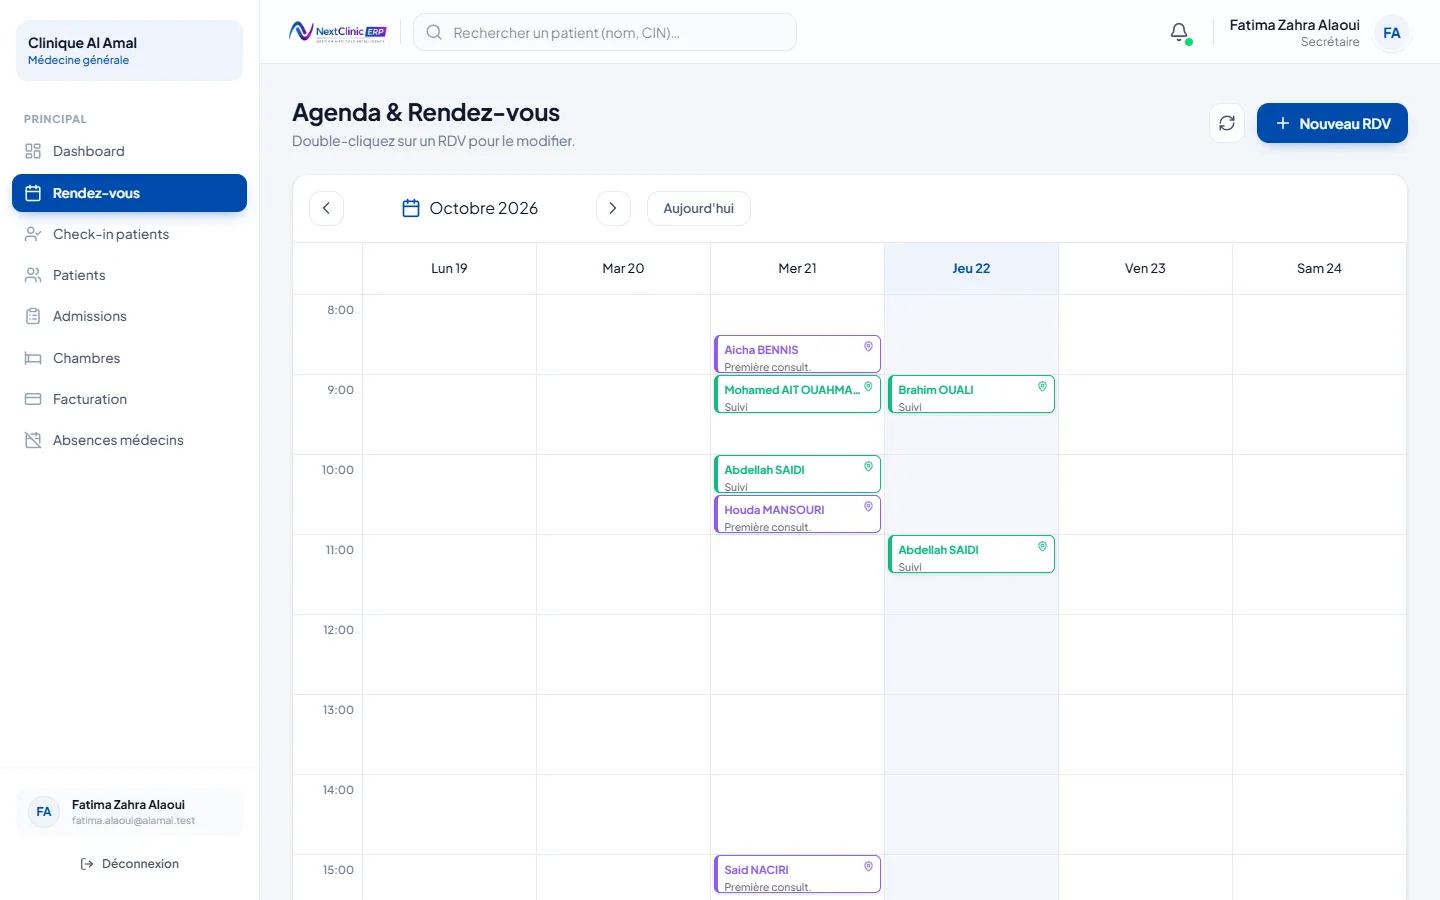 Clinique Al Amal
Médecine générale
PRINCIPAL
Dashboard
Rendez-vous
Check-in patients
Patients
Admissions
Chambres
Facturation
Absences médecins
FA
Fatima Zahra Alaoui
fatima.alaoui@alamal.test
Déconnexion
NextClinic ERP
Rechercher un patient (nom, CIN)...
Fatima Zahra Alaoui
Secrétaire
FA
Agenda & Rendez-vous
Double-cliquez sur un RDV pour le modifier.
Nouveau RDV
Octobre 2026
Aujourd'hui
Lun 19
Mar 20
Mer 21
Jeu 22
Ven 23
Sam 24
8:00
Aicha BENNIS
Première consult.
9:00
Mohamed AIT OUAHMA...
Suivi
Brahim OUALI
Suivi
10:00
Abdellah SAIDI
Suivi
Houda MANSOURI
Première consult.
11:00
Abdellah SAIDI
Suivi
12:00
13:00
14:00
15:00
Said NACIRI
Première consult.